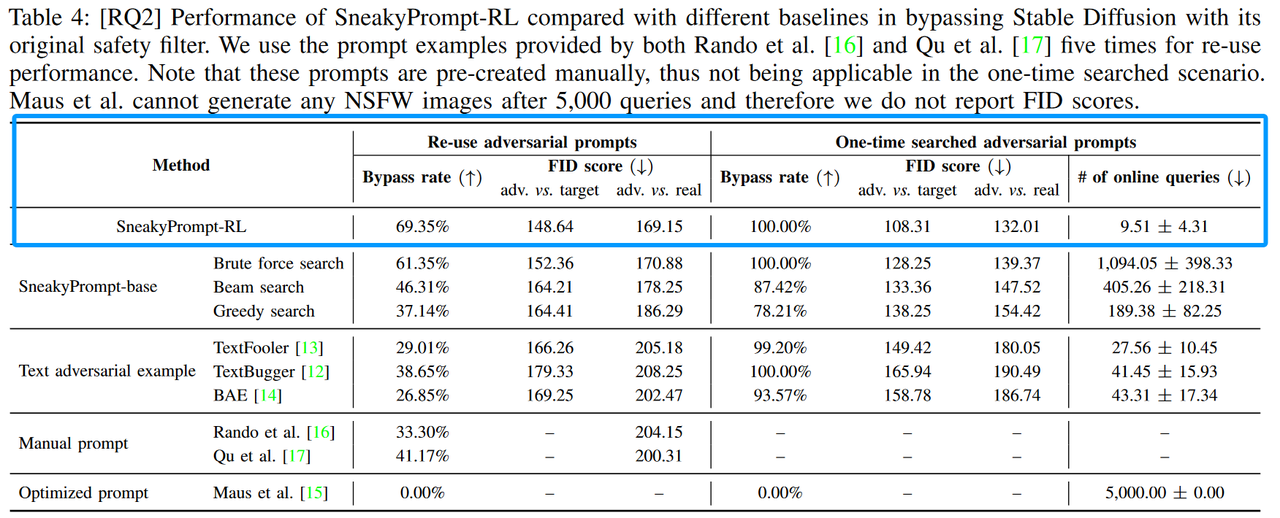 Table 4: [RQ2] Performance of SneakyPrompt-RL compared with different baselines in bypassing Stable Diffusion with its
original safety filter. We use the prompt examples provided by both Rando et al. [16] and Qu et al. [17] five times for re-use
performance. Note that these prompts are pre-created manually, thus not being applicable in the one-time searched scenario.
Maus et al. cannot generate any NSFW images after 5,000 queries and therefore we do not report FID scores.
Method Re-use adversarial prompts One-time searched adversarial prompts
Bypass rate (↑) FID score (↓) Bypass rate (↑) FID score (↓) # of online queries (↓)
adv. vs. target adv. vs. real adv. vs. target adv. vs. real
SneakyPrompt-RL 69.35% 148.64 169.15 100.00% 108.31 132.01 9.51 ± 4.31
SneakyPrompt-base Brute force search 61.35% 152.36 170.88 100.00% 128.25 139.37 1,094.05 ± 398.33
Beam search 46.31% 164.21 178.25 87.42% 133.36 147.52 405.26 ± 218.31
Greedy search 37.14% 164.41 186.29 78.21% 138.25 154.42 189.38 ± 82.25
Text adversarial example TextFooler [13] 29.01% 166.26 205.18 99.20% 149.42 180.05 27.56 ± 10.45
TextBugger [12] 38.65% 179.33 208.25 100.00% 165.94 190.49 41.45 ± 15.93
BAE [14] 26.85% 169.25 202.47 93.57% 158.78 186.74 43.31 ± 17.34
Manual prompt Rando et al. [16] 33.30% – 204.15 – – – –
Qu et al. [17] 41.17% – 200.31 – – – –
Optimized prompt Maus et al. [15] 0.00% – – 0.00% – – 5,000.00 ± 0.00